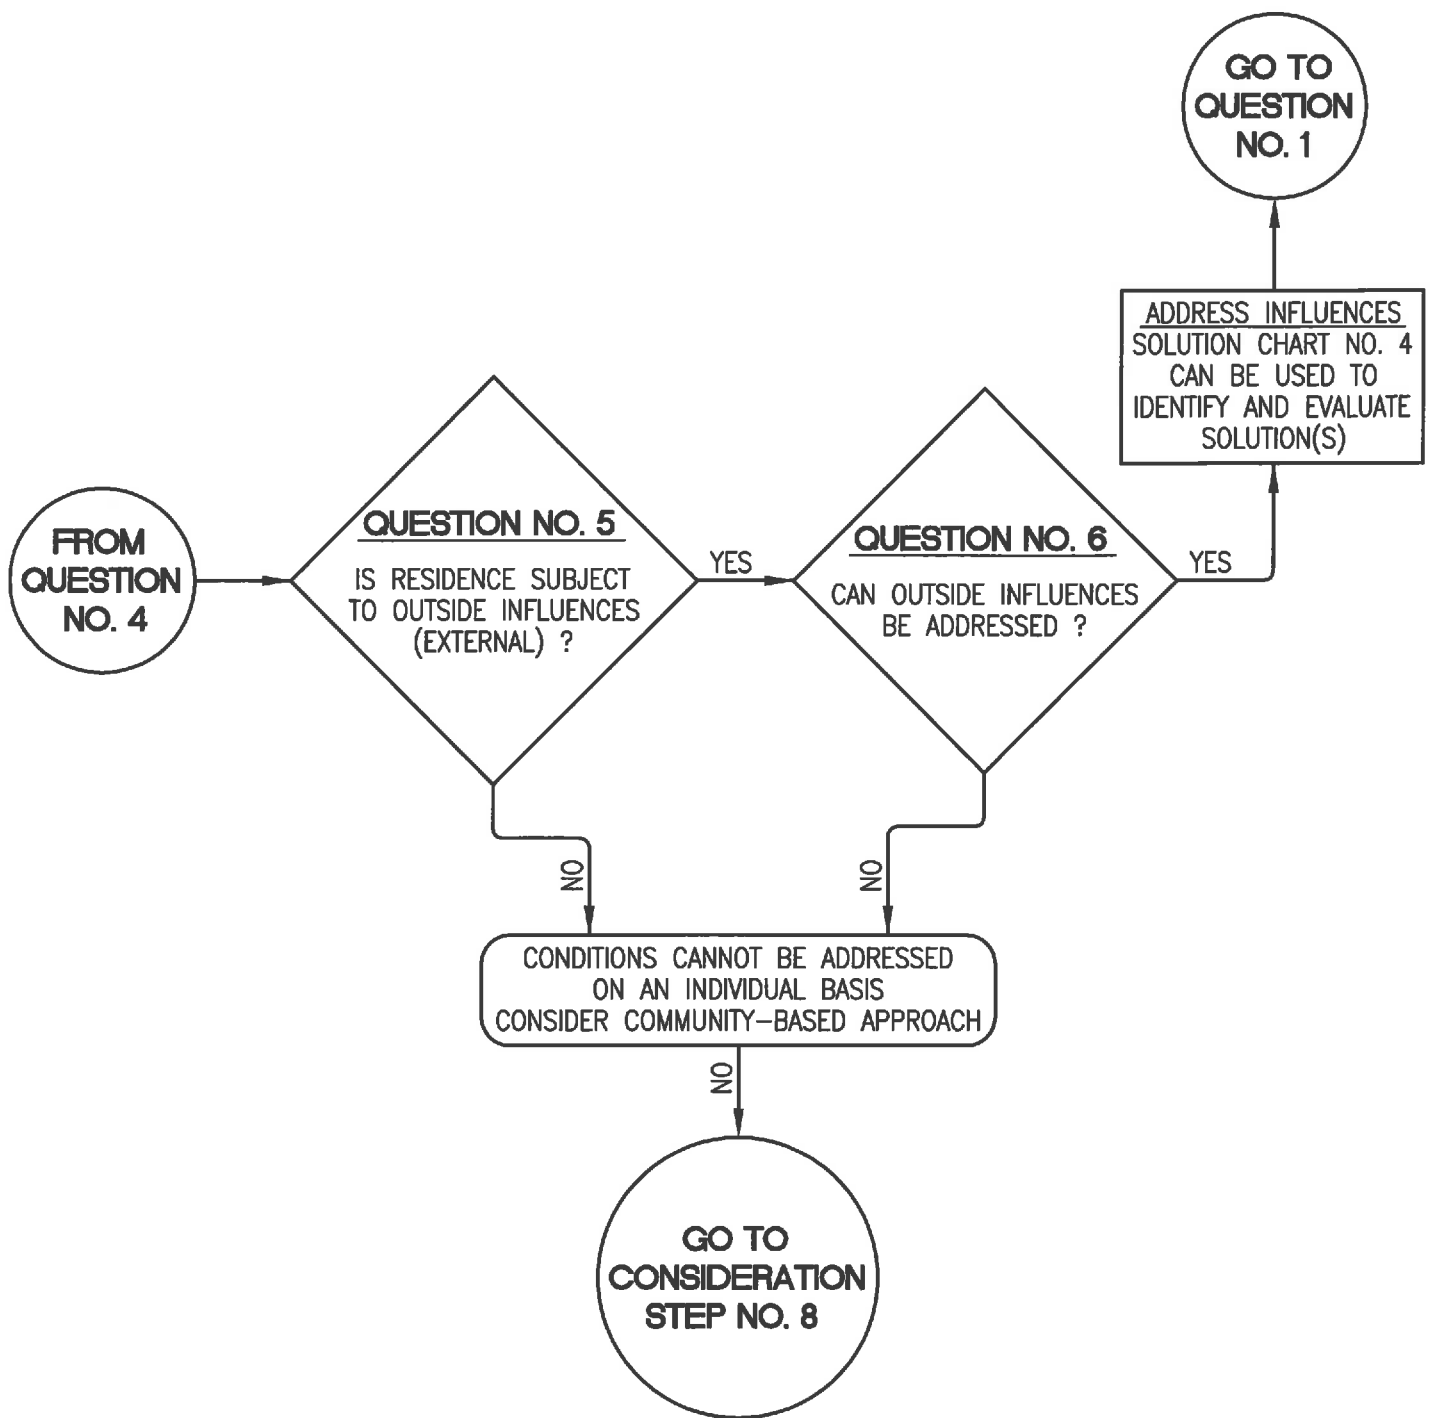 GO TO
QUESTION
NO. 1
ADDRESS INFLUENCES
SOLUTION CHART NO. 4
CAN BE USED TO
IDENTIFY AND EVALUATE
SOLUTION(S)
FROM
QUESTION
NO. 4
QUESTION NO. 5
IS RESIDENCE SUBJECT
TO OUTSIDE INFLUENCES
(EXTERNAL) ?
YES
QUESTION NO. 6
CAN OUTSIDE INFLUENCES
BE ADDRESSED ?
YES
NO
NO
CONDITIONS CANNOT BE ADDRESSED
ON AN INDIVIDUAL BASIS
CONSIDER COMMUNITY-BASED APPROACH
NO
GO TO
CONSIDERATION
STEP NO. 8